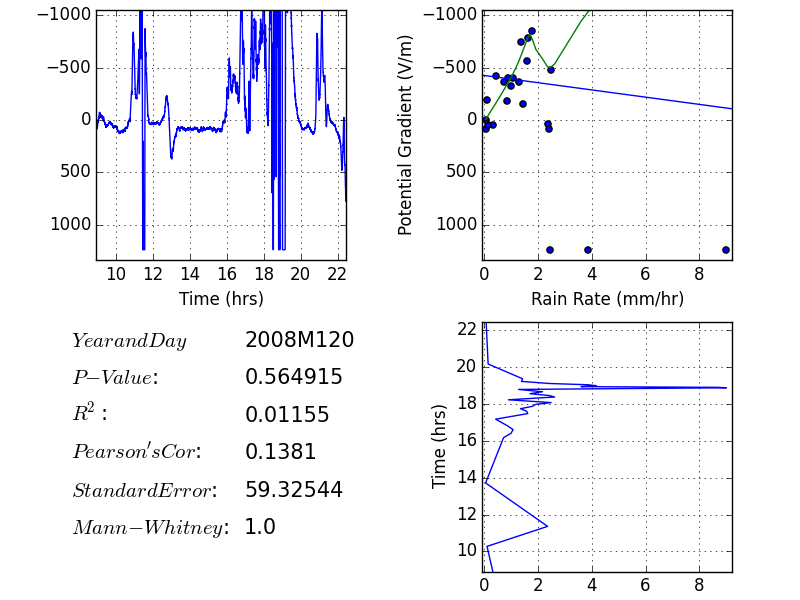 −1000
−500
0
500
1000
10 12 14 16 18 20 22
Time (hrs)
Potential Gradient (V/m)
−1000
−500
0
500
1000
0 2 4 6 8
Rain Rate (mm/hr)
YearandDay 2008M120
P−Value: 0.564915
R²: 0.01155
Pearson'sCor: 0.1381
StandardError: 59.32544
Mann−Whitney: 1.0
Time (hrs)
22
20
18
16
14
12
10
0 2 4 6 8